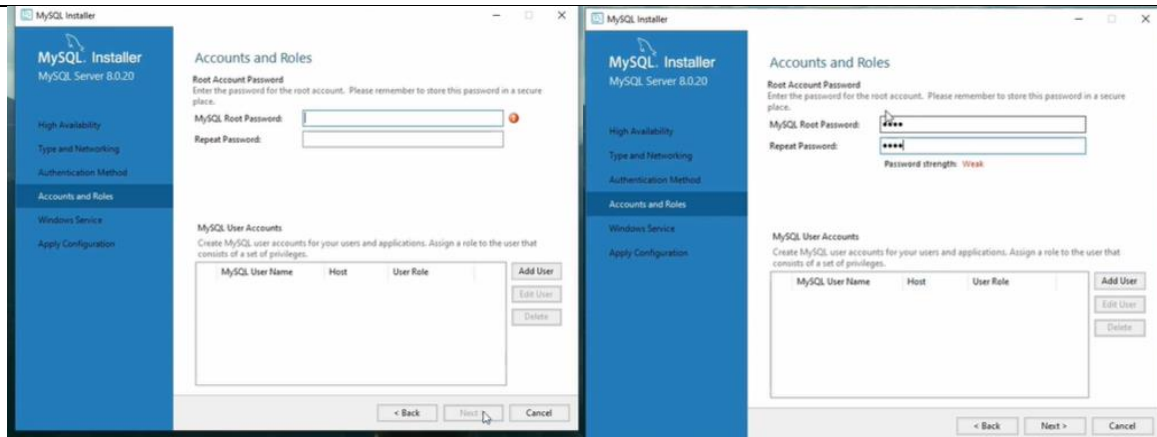 MySQL Installer
MySQL. Installer
MySQL Server 8.0.20
High Availability
Type and Networking
Authentication Method
Accounts and Roles
Windows Service
Apply Configuration
Accounts and Roles
Root Account Password
Enter the password for the root account. Please remember to store this password in a secure
place.
MySQL Root Password:
Repeat Password:
MySQL User Accounts
Create MySQL user accounts for your users and applications. Assign a role to the user that
consists of a set of privileges.
MySQL User Name Host User Role
Add User
Edit User
Delete
< Back Next > Cancel
MySQL Installer
MySQL. Installer
MySQL Server 8.0.20
High Availability
Type and Networking
Authentication Method
Accounts and Roles
Windows Service
Apply Configuration
Accounts and Roles
Root Account Password
Enter the password for the root account. Please remember to store this password in a secure
place.
MySQL Root Password: ••••
Repeat Password: ••••
Password strength: Weak
MySQL User Accounts
Create MySQL user accounts for your users and applications. Assign a role to the user that
consists of a set of privileges.
MySQL User Name Host User Role
Add User
Edit User
Delete
< Back Next > Cancel